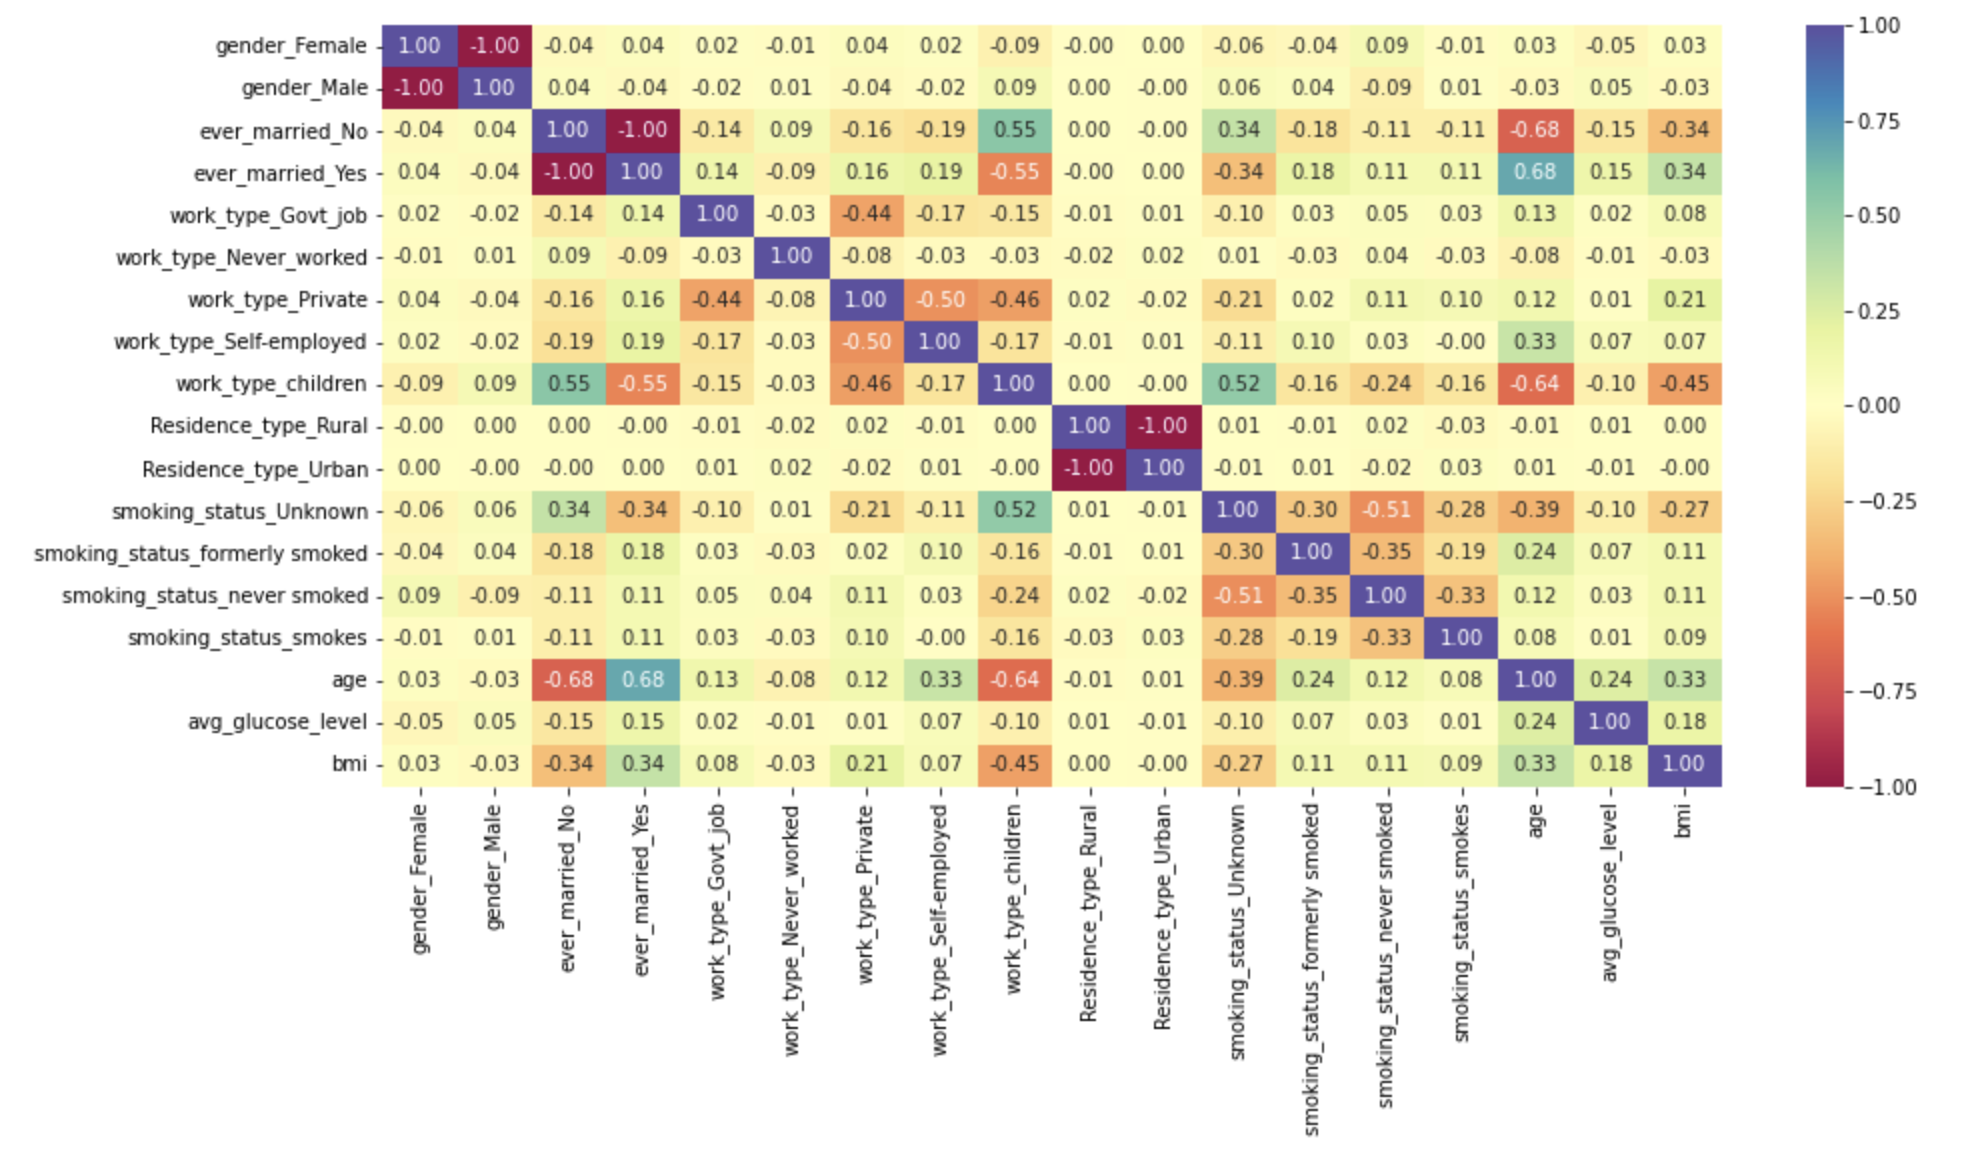 gender_Female 1.00 -1.00 -0.04 0.04 0.02 -0.01 0.04 0.02 -0.09 -0.00 0.00 -0.06 -0.04 0.09 -0.01 0.03 -0.05 0.03
gender_Male -1.00 1.00 0.04 -0.04 -0.02 0.01 -0.04 -0.02 0.09 0.00 -0.00 0.06 0.04 -0.09 0.01 -0.03 0.05 -0.03
ever_married_No -0.04 0.04 1.00 -1.00 -0.14 0.09 -0.16 -0.19 0.55 0.00 -0.00 0.34 -0.18 -0.11 -0.11 -0.68 -0.15 -0.34
ever_married_Yes 0.04 -0.04 -1.00 1.00 0.14 -0.09 0.16 0.19 -0.55 -0.00 0.00 -0.34 0.18 0.11 0.11 0.68 0.15 0.34
work_type_Govt_job 0.02 -0.02 -0.14 0.14 1.00 -0.03 -0.44 -0.17 -0.15 -0.01 0.01 -0.10 0.03 0.05 0.03 0.13 0.02 0.08
work_type_Never_worked -0.01 0.01 0.09 -0.09 -0.03 1.00 -0.08 -0.03 -0.03 -0.02 0.02 0.01 -0.03 0.04 -0.03 -0.08 -0.01 -0.03
work_type_Private 0.04 -0.04 -0.16 0.16 -0.44 -0.08 1.00 -0.50 -0.46 0.02 -0.02 -0.21 0.02 0.11 0.10 0.12 0.01 0.21
work_type_Self-employed 0.02 -0.02 -0.19 0.19 -0.17 -0.03 -0.50 1.00 -0.17 -0.01 0.01 -0.11 0.10 0.03 -0.00 0.33 0.07 0.07
work_type_children -0.09 0.09 0.55 -0.55 -0.15 -0.03 -0.46 -0.17 1.00 0.00 -0.00 0.52 -0.16 -0.24 -0.16 -0.64 -0.10 -0.45
Residence_type_Rural -0.00 0.00 0.00 -0.00 -0.01 -0.02 0.02 -0.01 0.00 1.00 -1.00 0.01 -0.01 0.02 -0.03 -0.01 0.01 0.00
Residence_type_Urban 0.00 -0.00 -0.00 0.00 0.01 0.02 -0.02 0.01 -0.00 -1.00 1.00 -0.01 0.01 -0.02 0.03 0.01 -0.01 -0.00
smoking_status_Unknown -0.06 0.06 0.34 -0.34 -0.10 0.01 -0.21 -0.11 0.52 0.01 -0.01 1.00 -0.30 -0.51 -0.28 -0.39 -0.10 -0.27
smoking_status_formerly smoked -0.04 0.04 -0.18 0.18 0.03 -0.03 0.02 0.10 -0.16 -0.01 0.01 -0.30 1.00 -0.35 -0.19 0.24 0.07 0.11
smoking_status_never smoked 0.09 -0.09 -0.11 0.11 0.05 0.04 0.11 0.03 -0.24 0.02 -0.02 -0.51 -0.35 1.00 -0.33 0.12 0.03 0.11
smoking_status_smokes -0.01 0.01 -0.11 0.11 0.03 -0.03 0.10 -0.00 -0.16 -0.03 0.03 -0.28 -0.19 -0.33 1.00 0.08 0.01 0.09
age 0.03 -0.03 -0.68 0.68 0.13 -0.08 0.12 0.33 -0.64 -0.01 0.01 -0.39 0.24 0.12 0.08 1.00 0.24 0.33
avg_glucose_level -0.05 0.05 -0.15 0.15 0.02 -0.01 0.01 0.07 -0.10 0.01 -0.01 -0.10 0.07 0.03 0.01 0.24 1.00 0.18
bmi 0.03 -0.03 -0.34 0.34 0.08 -0.03 0.21 0.07 -0.45 0.00 -0.00 -0.27 0.11 0.11 0.09 0.33 0.18 1.00
gender_Female
gender_Male
ever_married_No
ever_married_Yes
work_type_Govt_job
work_type_Never_worked
work_type_Private
work_type_Self-employed
work_type_children
Residence_type_Rural
Residence_type_Urban
smoking_status_Unknown
smoking_status_formerly smoked
smoking_status_never smoked
smoking_status_smokes
age
avg_glucose_level
bmi
1.00
0.75
0.50
0.25
0.00
−0.25
−0.50
−0.75
−1.00